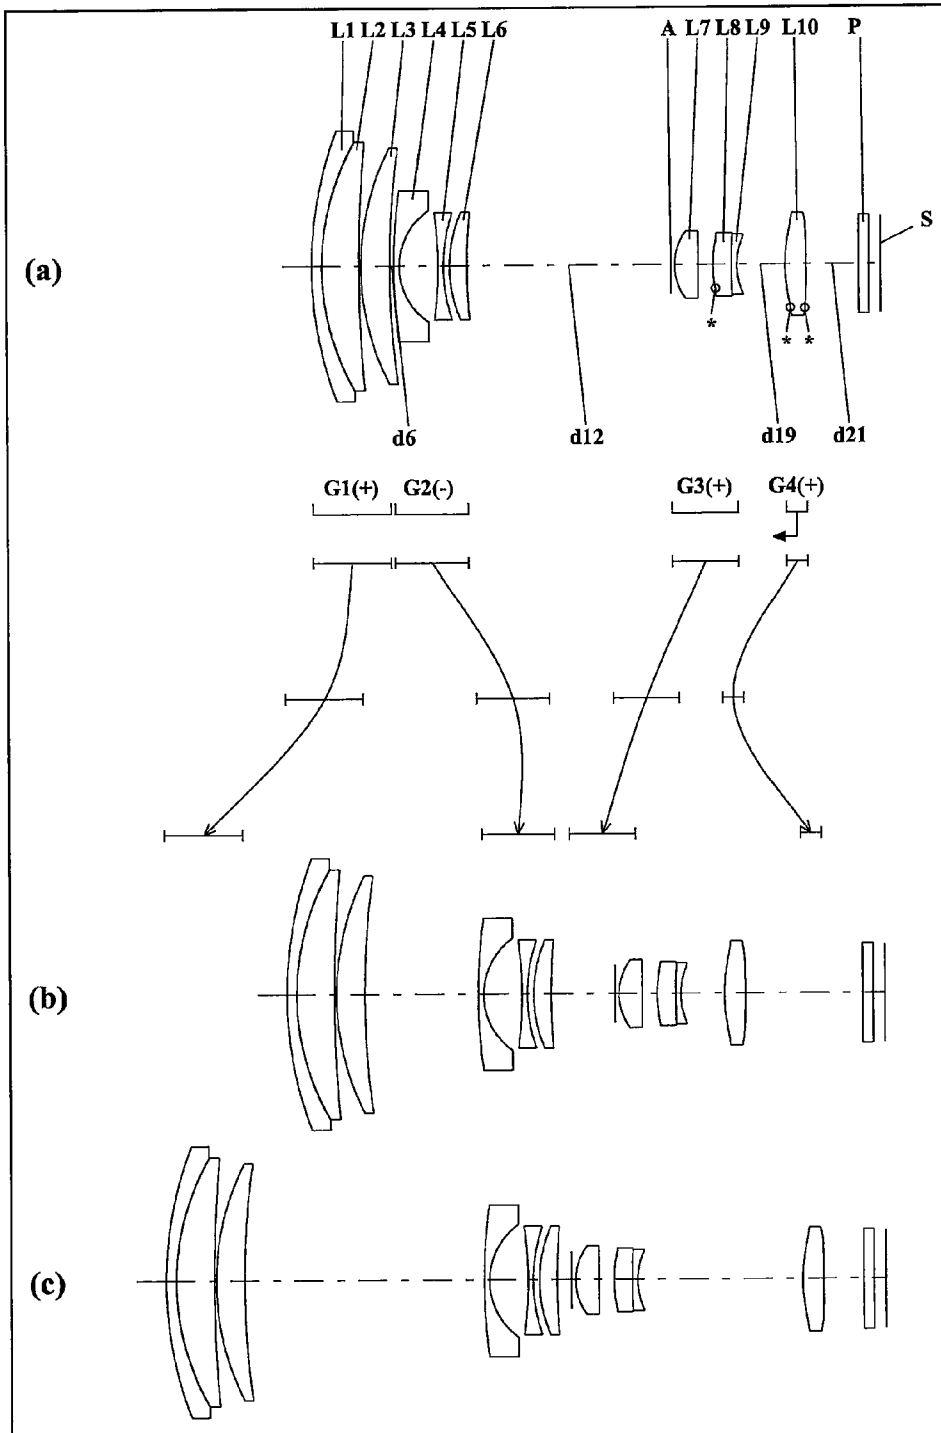 L1 L2 L3 L4 L5 L6 A L7 L8 L9 L10 P
S
(a)
* * *
d6 d12 d19 d21
G1(+) G2(-) G3(+) G4(+)
(b)
(c)